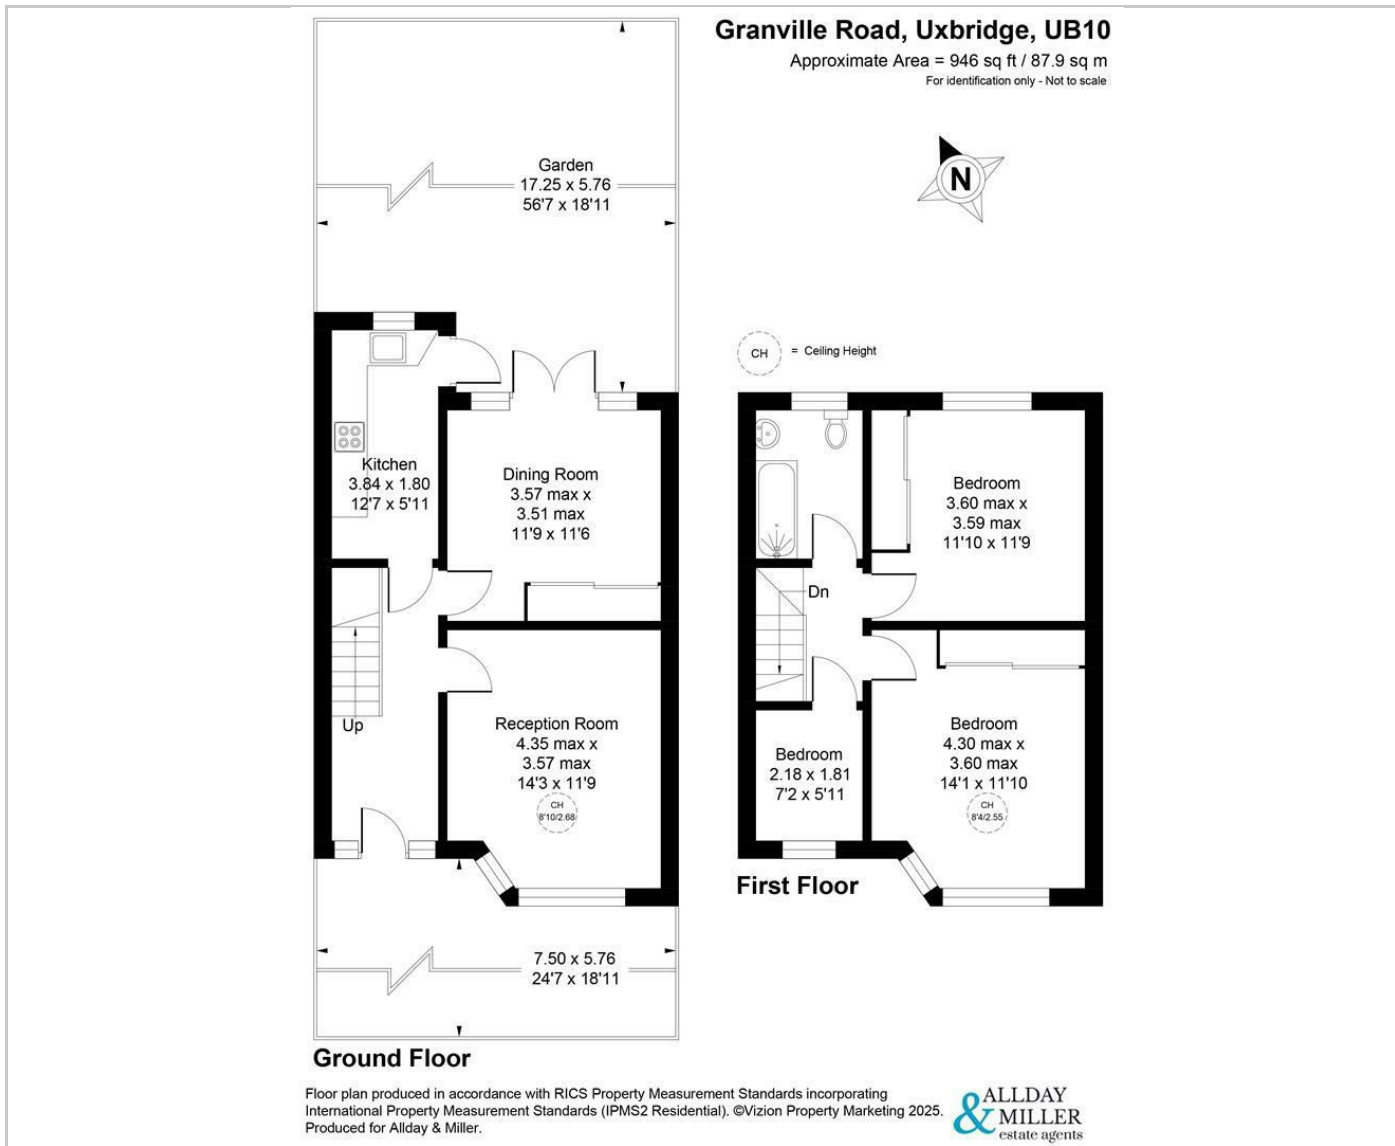 Granville Road, Uxbridge, UB10
Approximate Area = 946 sq ft / 87.9 sq m
For identification only - Not to scale
N
Garden
17.25 x 5.76
56'7 x 18'11
CH = Ceiling Height
Kitchen
3.84 x 1.80
12'7 x 5'11
Dining Room
3.57 max x
3.51 max
11'9 x 11'6
Up
Reception Room
4.35 max x
3.57 max
14'3 x 11'9
CH
8'10/2.68
7.50 x 5.76
24'7 x 18'11
Ground Floor
Bedroom
3.60 max x
3.59 max
11'10 x 11'9
Dn
Bedroom
2.18 x 1.81
7'2 x 5'11
Bedroom
4.30 max x
3.60 max
14'1 x 11'10
CH
8'4/2.55
First Floor
Floor plan produced in accordance with RICS Property Measurement Standards incorporating
International Property Measurement Standards (IPMS2 Residential). ©Vizion Property Marketing 2025.
Produced for Allday & Miller.
ALLDAY
& MILLER
estate agents